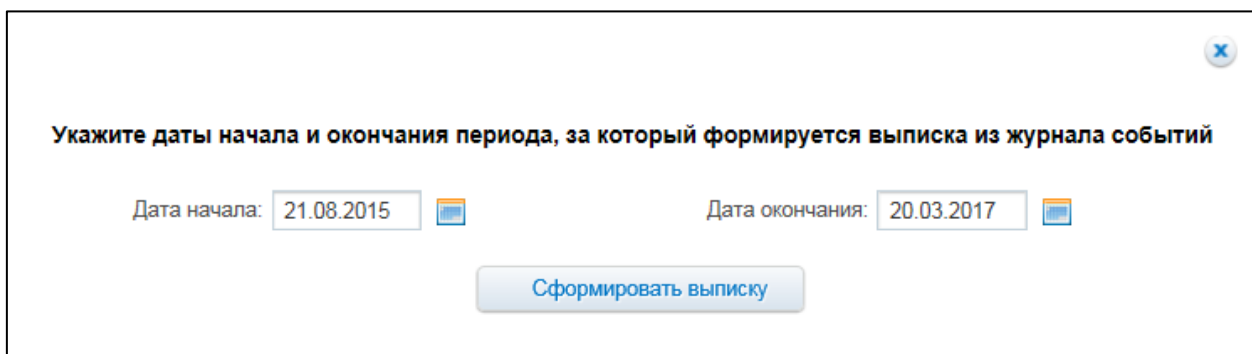 Укажите даты начала и окончания периода, за который формируется выписка из журнала событий
Дата начала: 21.08.2015 Дата окончания: 20.03.2017
Сформировать выписку